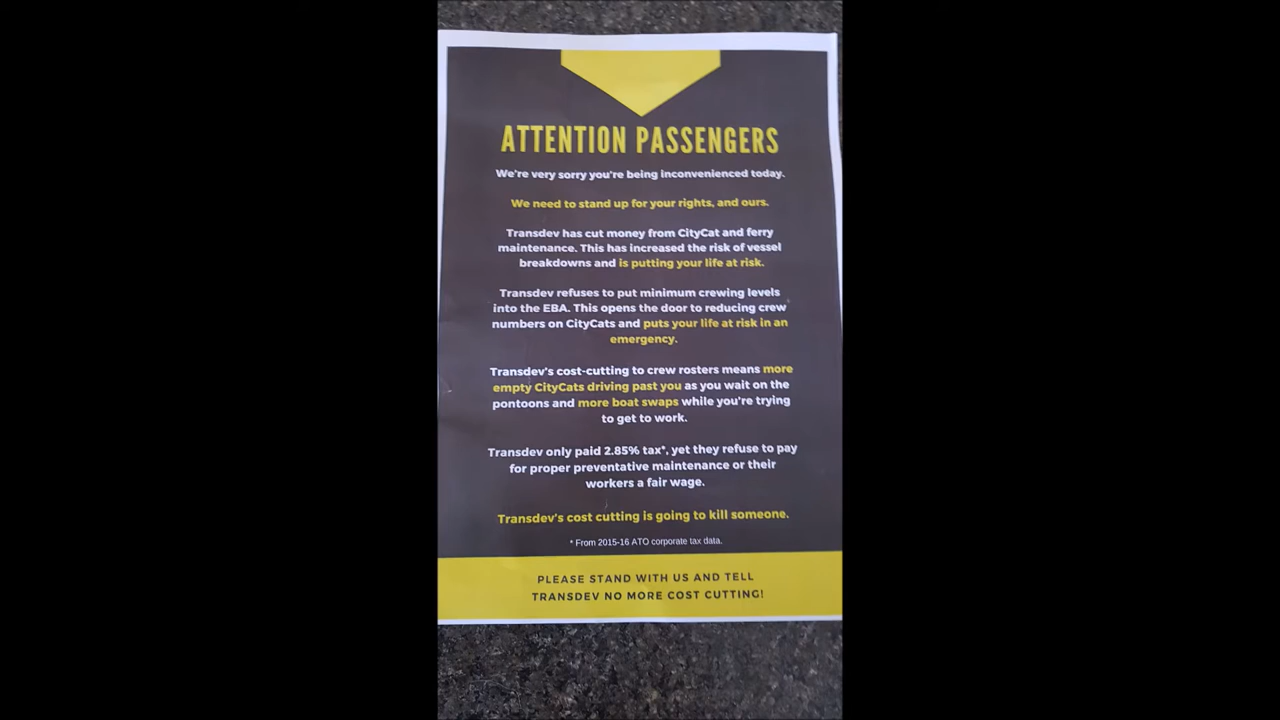 ATTENTION PASSENGERS
We're very sorry you're being inconvenienced today.
We need to stand up for your rights, and ours.
Transdev has cut money from CityCat and ferry
maintenance. This has increased the risk of vessel
breakdowns and is putting your life at risk.
Transdev refuses to put minimum crewing levels
into the EBA. This opens the door to reducing crew
numbers on CityCats and puts your life at risk in an
emergency.
Transdev's cost-cutting to crew rosters means more
empty CityCats driving past you as you wait on the
pontoons and more boat swaps while you're trying
to get to work.
Transdev only paid 2.85% tax*, yet they refuse to pay
for proper preventative maintenance or their
workers a fair wage.
Transdev's cost cutting is going to kill someone.
* From 2015-16 ATO corporate tax data.
PLEASE STAND WITH US AND TELL
TRANSDEV NO MORE COST CUTTING!